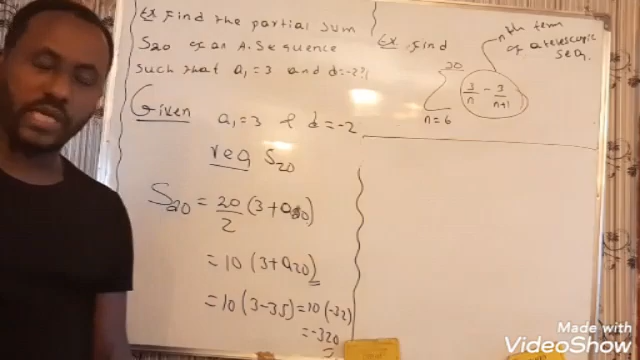 Ex Find the partial sum
S20 of an A. Sequence
such that a1 = 3 and d = -2?
Given a1 = 3 & d = -2
req S20
S20 = 20/2 (3 + a20)
= 10 (3 + a20)
= 10 (3 - 35) = 10 (-32)
= -320
Ex. Find
nth term
of a telescopic
seq.
20
Σ 3/n - 3/n+1
n = 6
Made with
VideoShow